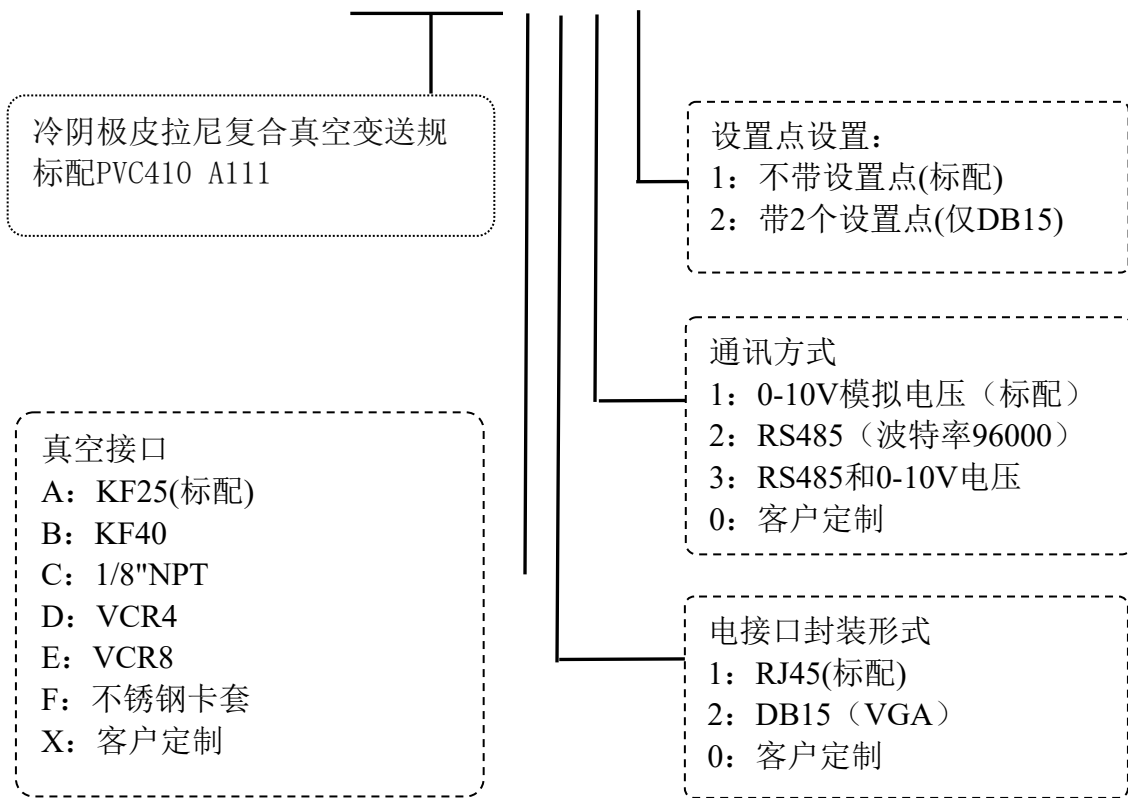 冷阴极皮拉尼复合真空变送规
标配PVC410 A111
设置点设置：
1：不带设置点(标配)
2：带2个设置点(仅DB15)
通讯方式
1：0-10V模拟电压（标配）
2：RS485（波特率96000）
3：RS485和0-10V电压
0：客户定制
真空接口
A：KF25(标配)
B：KF40
C：1/8"NPT
D：VCR4
E：VCR8
F：不锈钢卡套
X：客户定制
电接口封装形式
1：RJ45(标配)
2：DB15（VGA）
0：客户定制